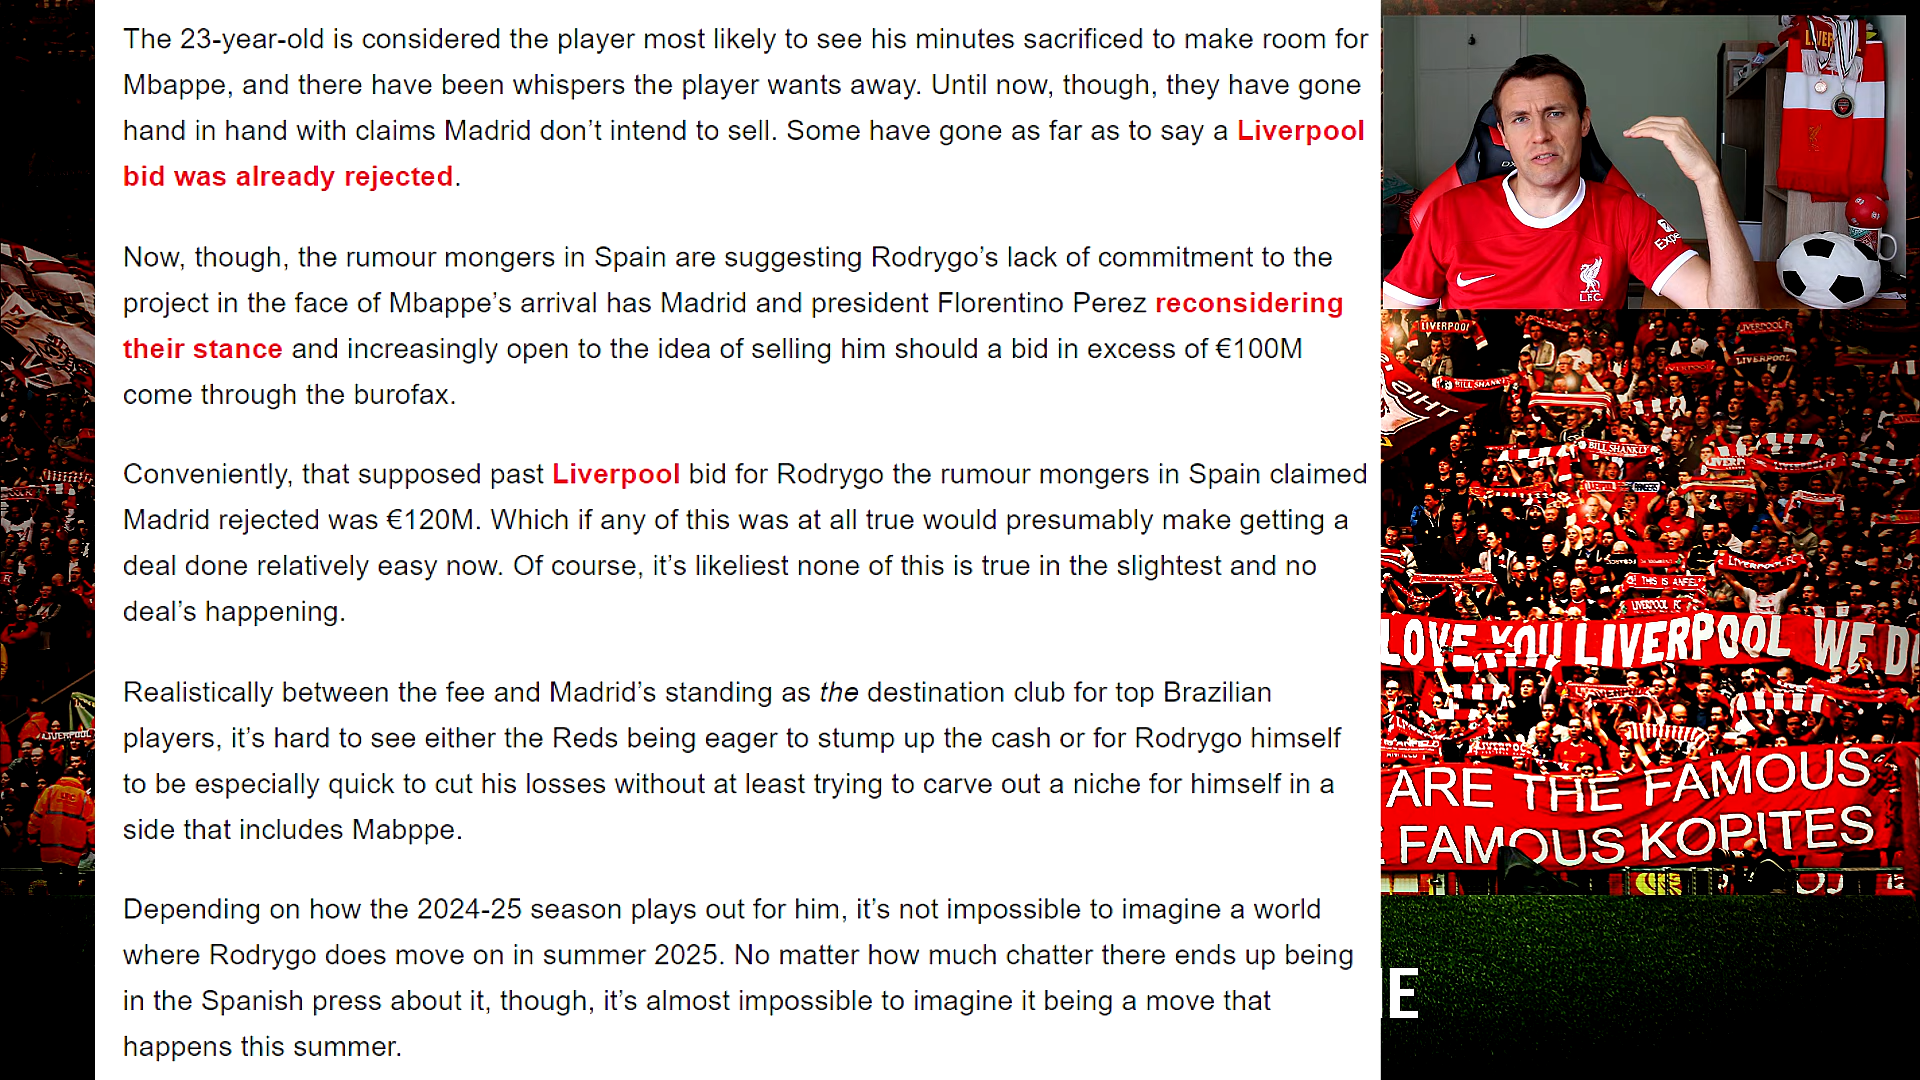 The 23-year-old is considered the player most likely to see his minutes sacrificed to make room for
Mbappe, and there have been whispers the player wants away. Until now, though, they have gone
hand in hand with claims Madrid don’t intend to sell. Some have gone as far as to say a Liverpool
bid was already rejected.
Now, though, the rumour mongers in Spain are suggesting Rodrygo’s lack of commitment to the
project in the face of Mbappe’s arrival has Madrid and president Florentino Perez reconsidering
their stance and increasingly open to the idea of selling him should a bid in excess of €100M
come through the burofax.
Conveniently, that supposed past Liverpool bid for Rodrygo the rumour mongers in Spain claimed
Madrid rejected was €120M. Which if any of this was at all true would presumably make getting a
deal done relatively easy now. Of course, it’s likeliest none of this is true in the slightest and no
deal’s happening.
Realistically between the fee and Madrid’s standing as the destination club for top Brazilian
players, it’s hard to see either the Reds being eager to stump up the cash or for Rodrygo himself
to be especially quick to cut his losses without at least trying to carve out a niche for himself in a
side that includes Mabppe.
Depending on how the 2024-25 season plays out for him, it’s not impossible to imagine a world
where Rodrygo does move on in summer 2025. No matter how much chatter there ends up being
in the Spanish press about it, though, it’s almost impossible to imagine it being a move that
happens this summer.
L.F.C.
LIVERPOOL
LIVERPOOL
LIVERPOOL
BILL SHANKLY
THIS IS ANFIELD
LIVERPOOL FC
LOVE YOU LIVERPOOL WE D
ARE THE FAMOUS
FAMOUS KOPITES
E
LIVERPOOL